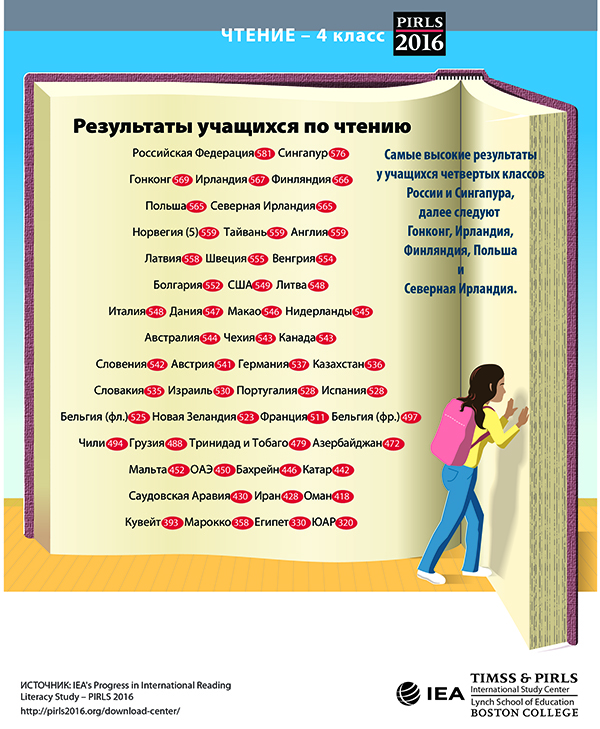 ЧТЕНИЕ – 4 класс
PIRLS
2016
Результаты учащихся по чтению
Российская Федерация 581 Сингапур 576
Гонконг 569 Ирландия 567 Финляндия 566
Польша 565 Северная Ирландия 565
Норвегия (5) 559 Тайвань 559 Англия 559
Латвия 558 Швеция 555 Венгрия 554
Болгария 552 США 549 Литва 548
Италия 548 Дания 547 Макао 546 Нидерланды 545
Австралия 544 Чехия 543 Канада 543
Словения 542 Австрия 541 Германия 537 Казахстан 536
Словакия 535 Израиль 530 Португалия 528 Испания 528
Бельгия (фл.) 525 Новая Зеландия 523 Франция 511 Бельгия (фр.) 497
Чили 494 Грузия 488 Тринидад и Тобаго 479 Азербайджан 472
Мальта 452 ОАЭ 450 Бахрейн 446 Катар 442
Саудовская Аравия 430 Иран 428 Оман 418
Кувейт 393 Марокко 358 Египет 330 ЮАР 320
Самые высокие результаты
у учащихся четвертых классов
России и Сингапура,
далее следуют
Гонконг, Ирландия,
Финляндия, Польша
и
Северная Ирландия.
ИСТОЧНИК: IEA's Progress in International Reading
Literacy Study – PIRLS 2016
http://pirls2016.org/download-center/
IEA
TIMSS & PIRLS
International Study Center
Lynch School of Education
BOSTON COLLEGE